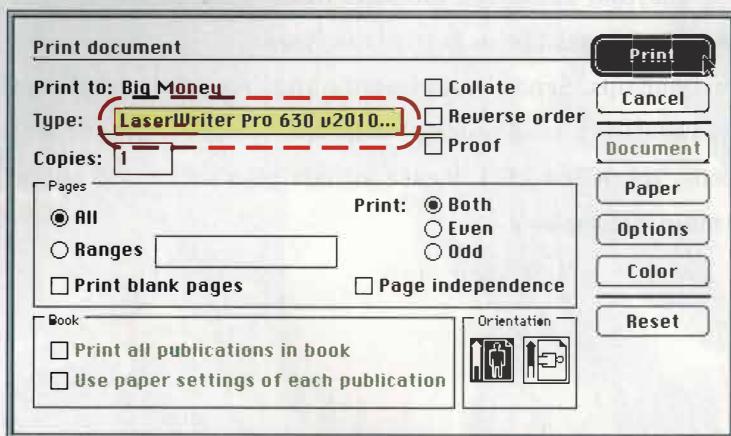 Print document
Print
Print to: Big Money
Collate
Cancel
Type: LaserWriter Pro 630 v2010...
Reverse order
Copies: 1
Proof
Document
Pages
Paper
All
Print: Both
Even
Options
Ranges
Odd
Color
Print blank pages
Page independence
Book
Orientation
Reset
Print all publications in book
Use paper settings of each publication